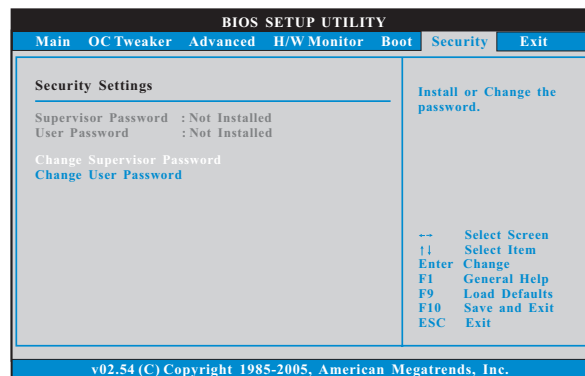 BIOS SETUP UTILITY
Main OC Tweaker Advanced H/W Monitor Boot Security Exit
Security Settings
Supervisor Password : Not Installed
User Password : Not Installed
Change Supervisor Password
Change User Password
Install or Change the
password.
←→ Select Screen
↑↓ Select Item
Enter Change
F1 General Help
F9 Load Defaults
F10 Save and Exit
ESC Exit
v02.54 (C) Copyright 1985-2005, American Megatrends, Inc.